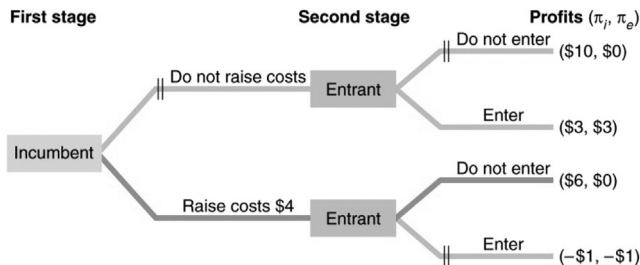 First stage
Second stage
Profits (πi, πe)
Do not enter
($10, $0)
Do not raise costs
Entrant
Enter
($3, $3)
Incumbent
Do not enter
($6, $0)
Raise costs $4
Entrant
Enter
(–$1, –$1)